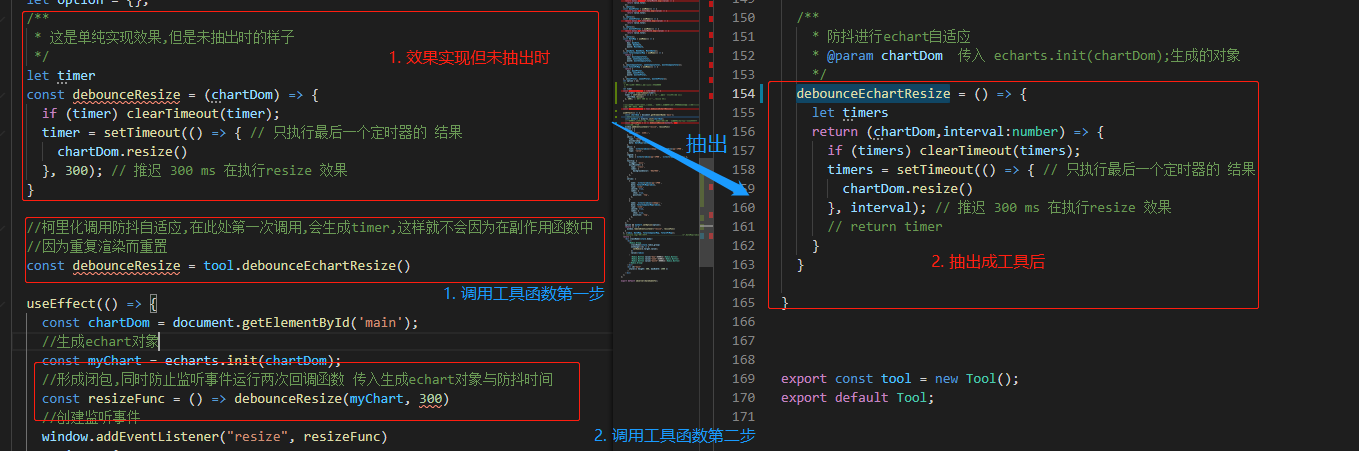 let option = {};
/**
 * 这是单纯实现效果,但是未抽出时的样子
 */
1. 效果实现但未抽出时
let timer
const debounceResize = (chartDom) => {
if (timer) clearTimeout(timer);
timer = setTimeout(() => { // 只执行最后一个定时器的 结果
chartDom.resize()
}, 300); // 推迟 300 ms 在执行resize 效果
}
//柯里化调用防抖自适应,在此处第一次调用,会生成timer,这样就不会因为在副作用函数中
//因为重复渲染而重置
const debounceResize = tool.debounceEchartResize()
1. 调用工具函数第一步
useEffect(() => {
const chartDom = document.getElementById('main');
//生成echart对象
const myChart = echarts.init(chartDom);
//形成闭包,同时防止监听事件运行两次回调函数 传入生成echart对象与防抖时间
const resizeFunc = () => debounceResize(myChart, 300)
//创建监听事件
window.addEventListener("resize", resizeFunc)
2. 调用工具函数第二步
抽出
149
150 /**
151 * 防抖进行echart自适应
152 * @param chartDom 传入 echarts.init(chartDom);生成的对象
153 */
154 debounceEchartResize = () => {
155 let timers
156 return (chartDom,interval:number) => {
157 if (timers) clearTimeout(timers);
158 timers = setTimeout(() => { // 只执行最后一个定时器的 结果
159 chartDom.resize()
160 }, interval); // 推迟 300 ms 在执行resize 效果
161 // return timer
162 }
163 }
2. 抽出成工具后
164
165 }
166
167
168
169 export const tool = new Tool();
170 export default Tool;
171